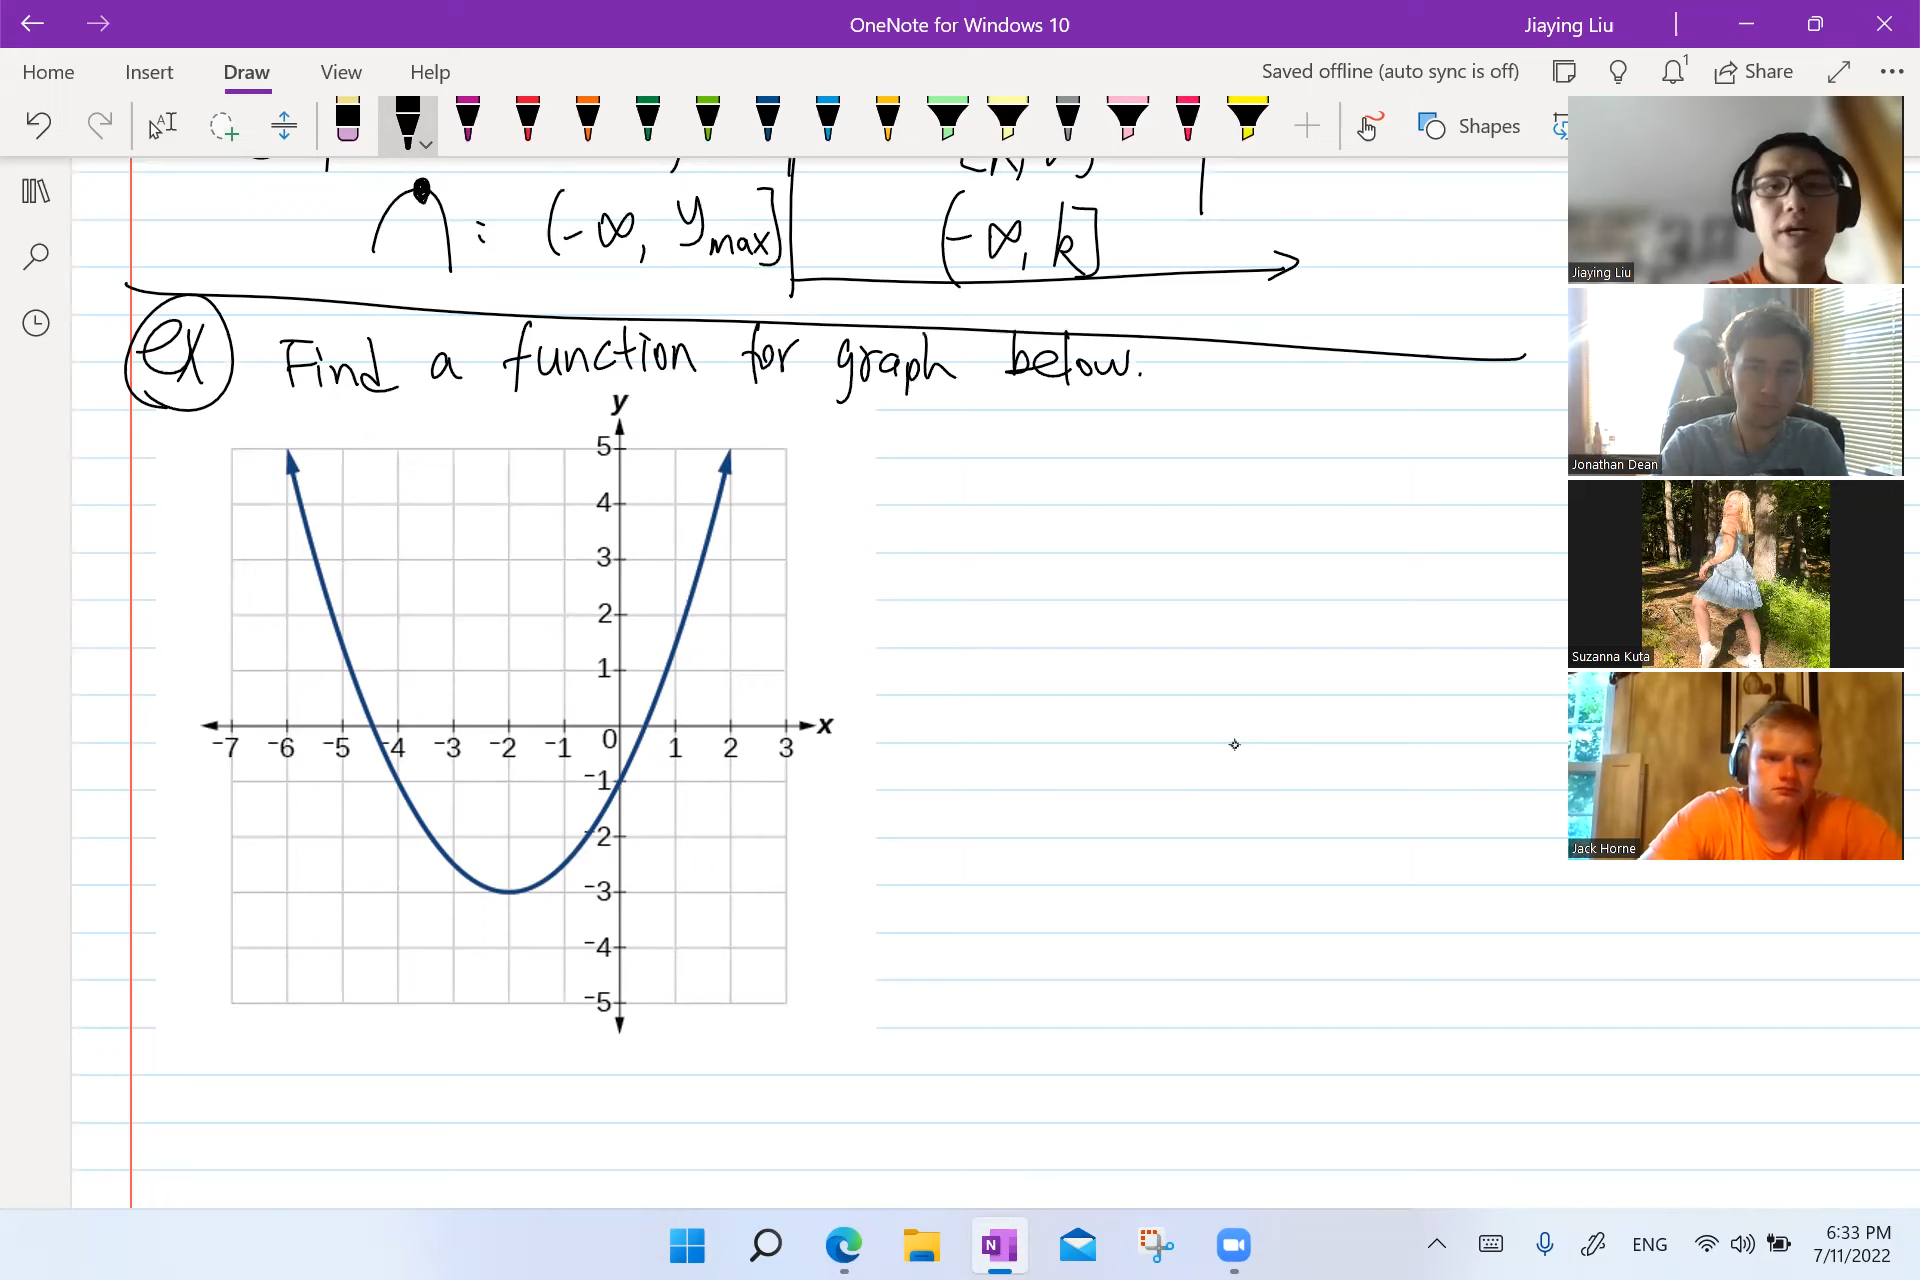 OneNote for Windows 10
Jiaying Liu
Home Insert Draw View Help
Saved offline (auto sync is off)
1
Share
Shapes
: (-∞, ymax]
(-∞, k]
ex Find a function for graph below.
y
5
4
3
2
1
-7 -6 -5 -4 -3 -2 -1 0 1 2 3 x
-1
-2
-3
-4
-5
Jiaying Liu
Jonathan Dean
Suzanna Kuta
Jack Horne
ENG
6:33 PM
7/11/2022